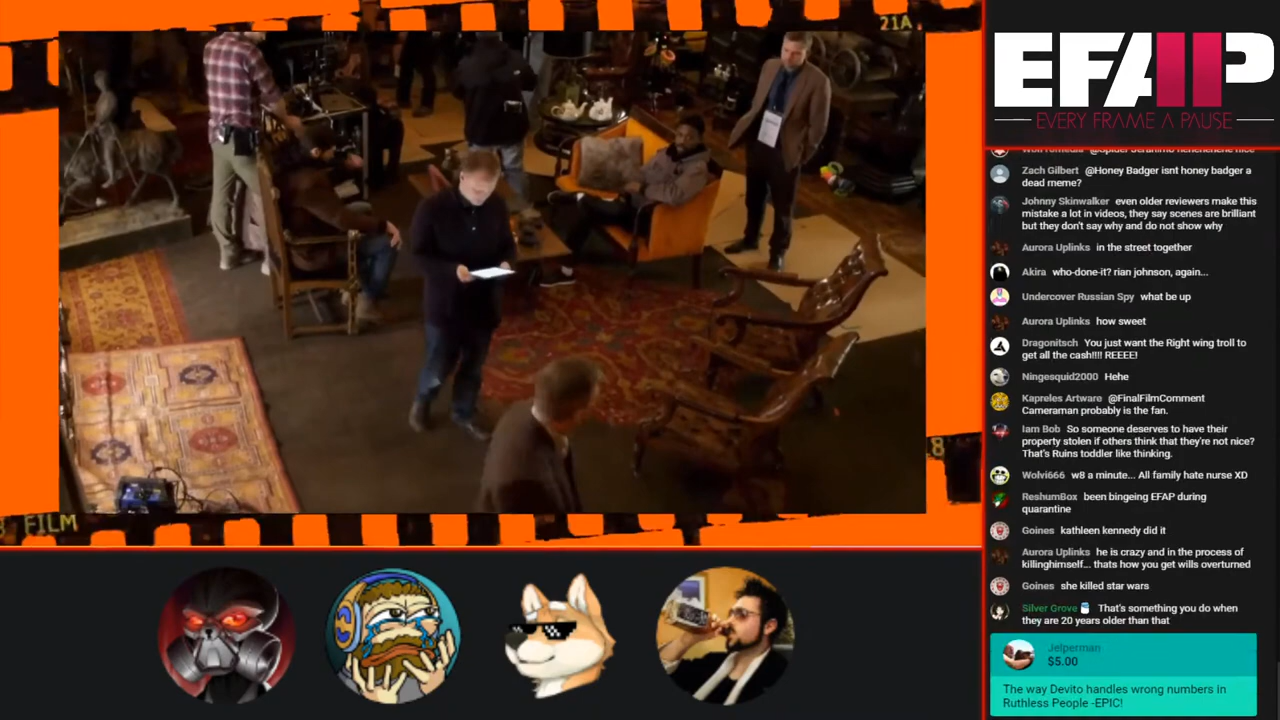 21A
EFAP
EVERY FRAME A PAUSE
Zach Gilbert @Honey Badger isnt honey badger a
dead meme?
Johnny Skinwalker even older reviewers make this
mistake a lot in videos, they say scenes are brilliant
but they don't say why and do not show why
Aurora Uplinks in the street together
Akira who-done-it? rian johnson, again...
Undercover Russian Spy what be up
Aurora Uplinks how sweet
Dragonitsch You just want the Right wing troll to
get all the cash!!!! REEEE!
Ningesquid2000 Hehe
Kapreles Artware @FinalFilmComment
Cameraman probably is the fan.
Iam Bob So someone deserves to have their
property stolen if others think that they're not nice?
That's Ruins toddler like thinking.
Wolvi666 w8 a minute... All family hate nurse XD
ReshumBox been bingeing EFAP during
quarantine
Goines kathleen kennedy did it
Aurora Uplinks he is crazy and in the process of
killinghimself... thats how you get wills overturned
Goines she killed star wars
Silver Grove That's something you do when
they are 20 years older than that
Jelperman
$5.00
The way Devito handles wrong numbers in
Ruthless People -EPIC!
8
FILM